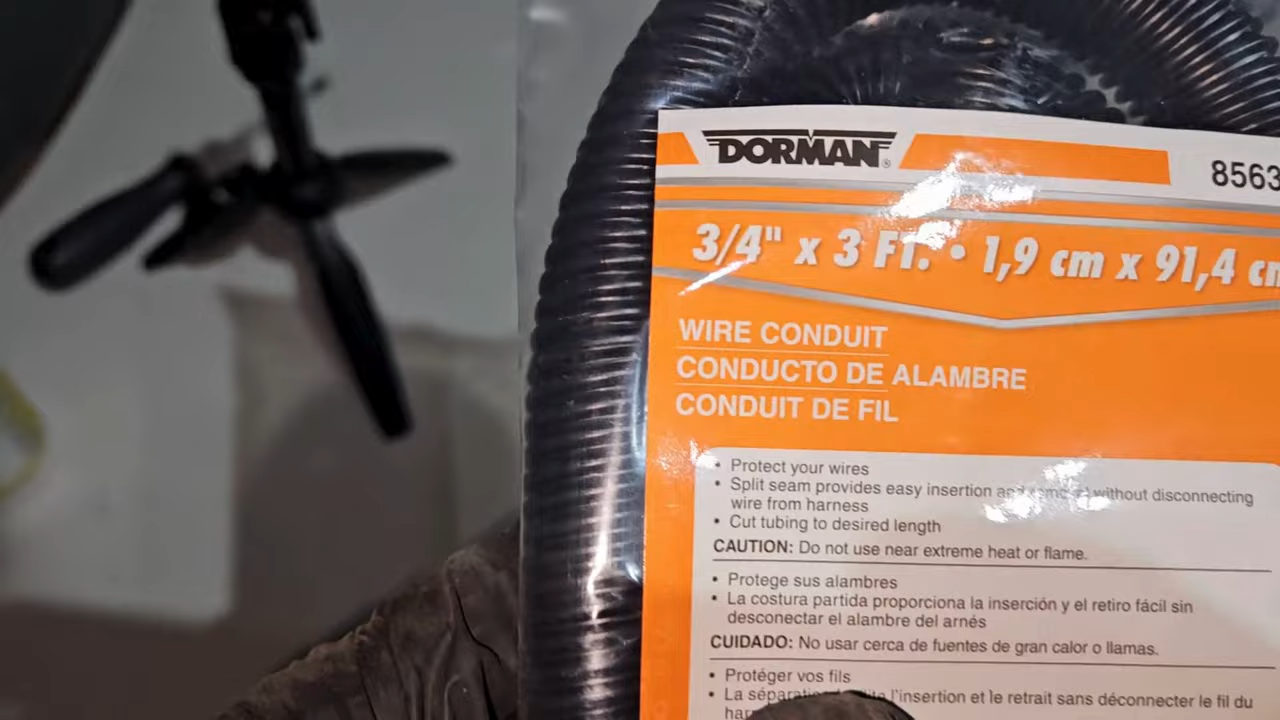 DORMAN®
8563
3/4" x 3 FT. • 1,9 cm x 91,4 cm
WIRE CONDUIT
CONDUCTO DE ALAMBRE
CONDUIT DE FIL
• Protect your wires
• Split seam provides easy insertion and removal without disconnecting
wire from harness
• Cut tubing to desired length
CAUTION: Do not use near extreme heat or flame.
• Protege sus alambres
• La costura partida proporciona la inserción y el retiro fácil sin
desconectar el alambre del arnés
CUIDADO: No usar cerca de fuentes de gran calor o llamas.
• Protéger vos fils
• La l'insertion et le retrait sans déconnecter le fil du